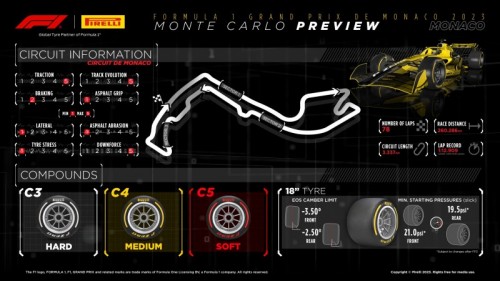 F1 PIRELLI
Global Tyre Partner of Formula 1®
FORMULA 1 GRAND PRIX DE MONACO 2023
MONTE CARLO PREVIEW
MONACO
CIRCUIT INFORMATION
CIRCUIT DE MONACO
TRACTION
1 2 3 4 5
TRACK EVOLUTION
1 2 3 4 5
BRAKING
1 2 3 4 5
ASPHALT GRIP
1 2 3 4 5
MIN 1 MAX 5
LATERAL
1 2 3 4 5
ASPHALT ABRASION
1 2 3 4 5
TYRE STRESS
1 2 3 4 5
DOWNFORCE
1 2 3 4 5
NUMBER OF LAPS
78
RACE DISTANCE
260.286KM
CIRCUIT LENGTH
3.337KM
LAP RECORD
1:12.909
COMPOUNDS
C3
HARD
C4
MEDIUM
C5
SOFT
18" TYRE
EOS CAMBER LIMIT
-3.50°
FRONT
-2.50°
REAR
MIN. STARTING PRESSURES (slick)
19.5psi*
REAR
21.0psi*
FRONT
The F1 logo, FORMULA 1, F1, GRAND PRIX and related marks are trade marks of Formula One Licensing BV, a Formula 1 company. All rights reserved.
Copyright © Pirelli 2023. Rights free for media use.